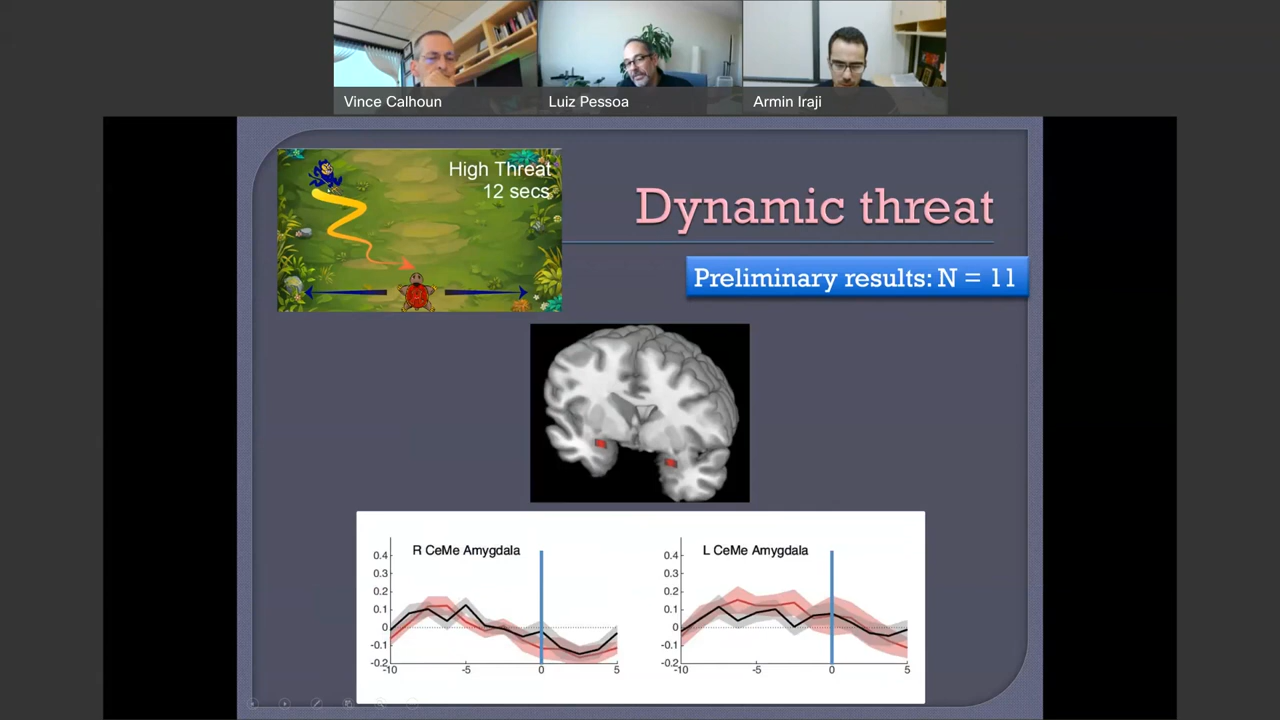 Vince Calhoun
Luiz Pessoa
Armin Iraji
High Threat
12 secs
Dynamic threat
Preliminary results: N = 11
R CeMe Amygdala
0.4
0.3
0.2
0.1
0
-0.1
-0.2
-10
-5
0
5
L CeMe Amygdala
0.4
0.3
0.2
0.1
0
-0.1
-0.2
-10
-5
0
5